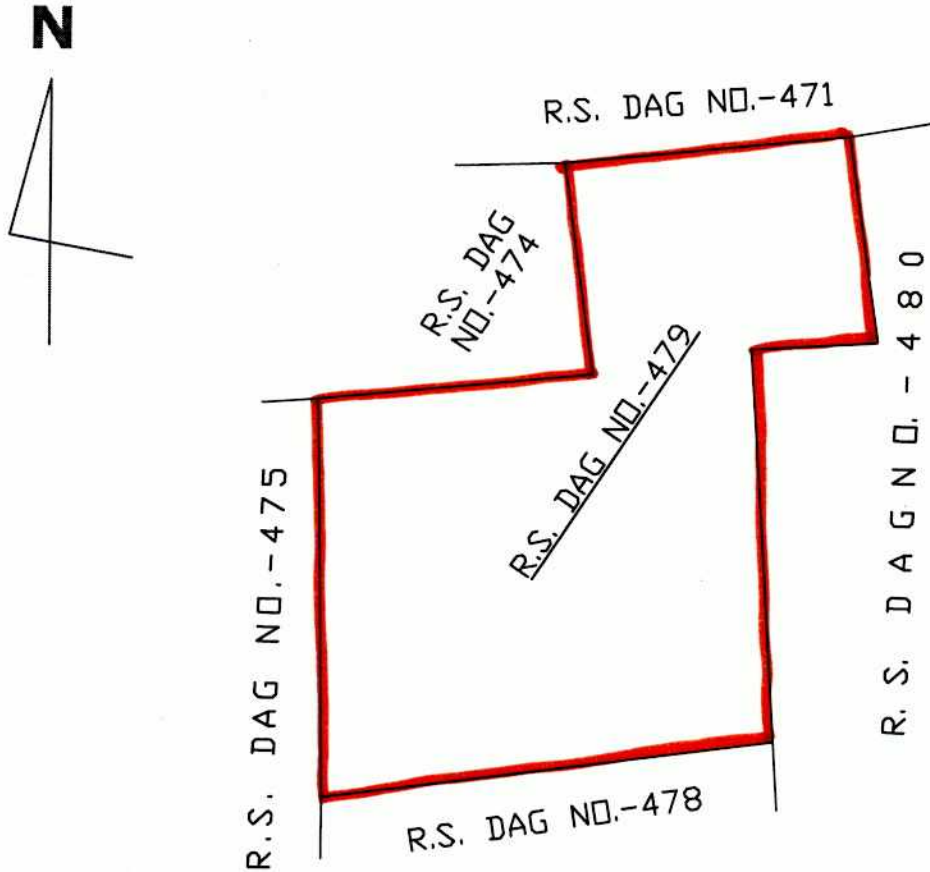 N
R.S. DAG NO.-471
R.S. DAG
NO.-474
R.S. DAG NO.-479
R.S. DAG NO.-480
R.S. DAG NO.-475
R.S. DAG NO.-478